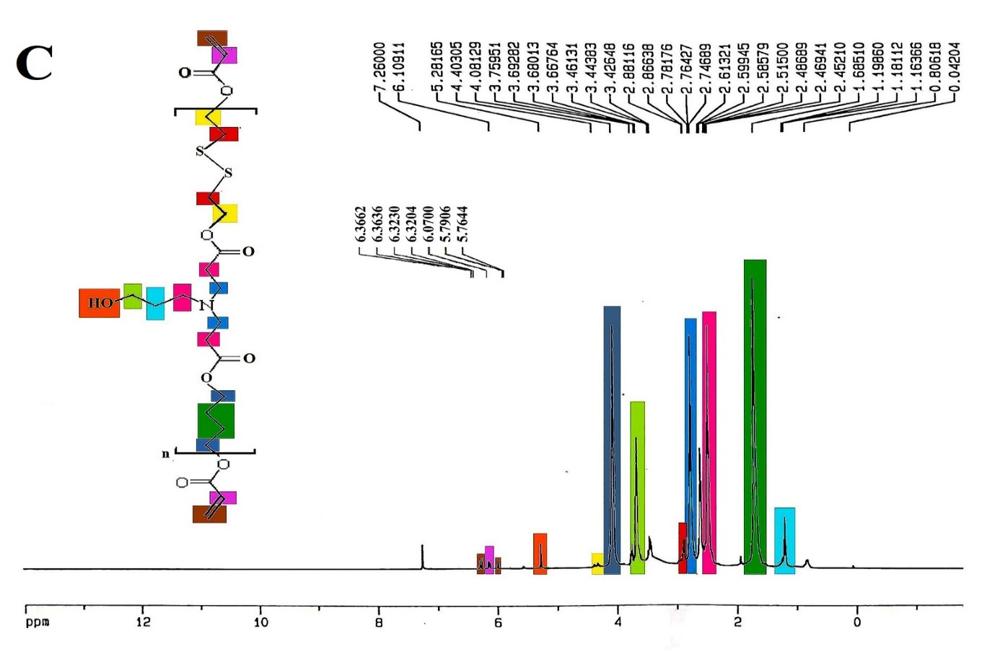 C
7.26000
6.10911
5.28165
4.40305
4.08129
3.75951
3.69282
3.68013
3.66764
3.46131
3.44383
3.42648
2.88116
2.86638
2.78176
2.76427
2.74689
2.61321
2.59945
2.58579
2.51500
2.48689
2.46941
2.45210
1.68510
1.19860
1.18112
1.16366
0.80618
0.04204
6.3662
6.3636
6.3230
6.3204
6.0700
5.7906
5.7644
O
O
S
S
O
O
HO
N
O
O
n
O
O
ppm 12 10 8 6 4 2 0